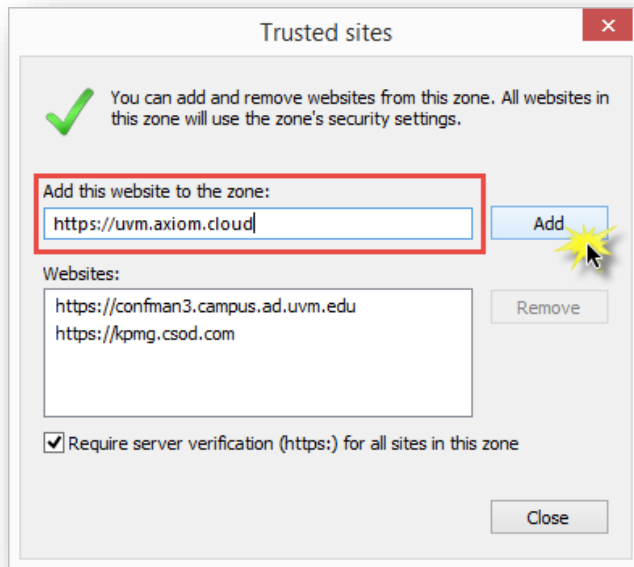 Trusted sites
You can add and remove websites from this zone. All websites in
this zone will use the zone's security settings.
Add this website to the zone:
https://uvm.axiom.cloud
Add
Websites:
https://confman3.campus.ad.uvm.edu
https://kpmg.csod.com
Remove
Require server verification (https:) for all sites in this zone
Close